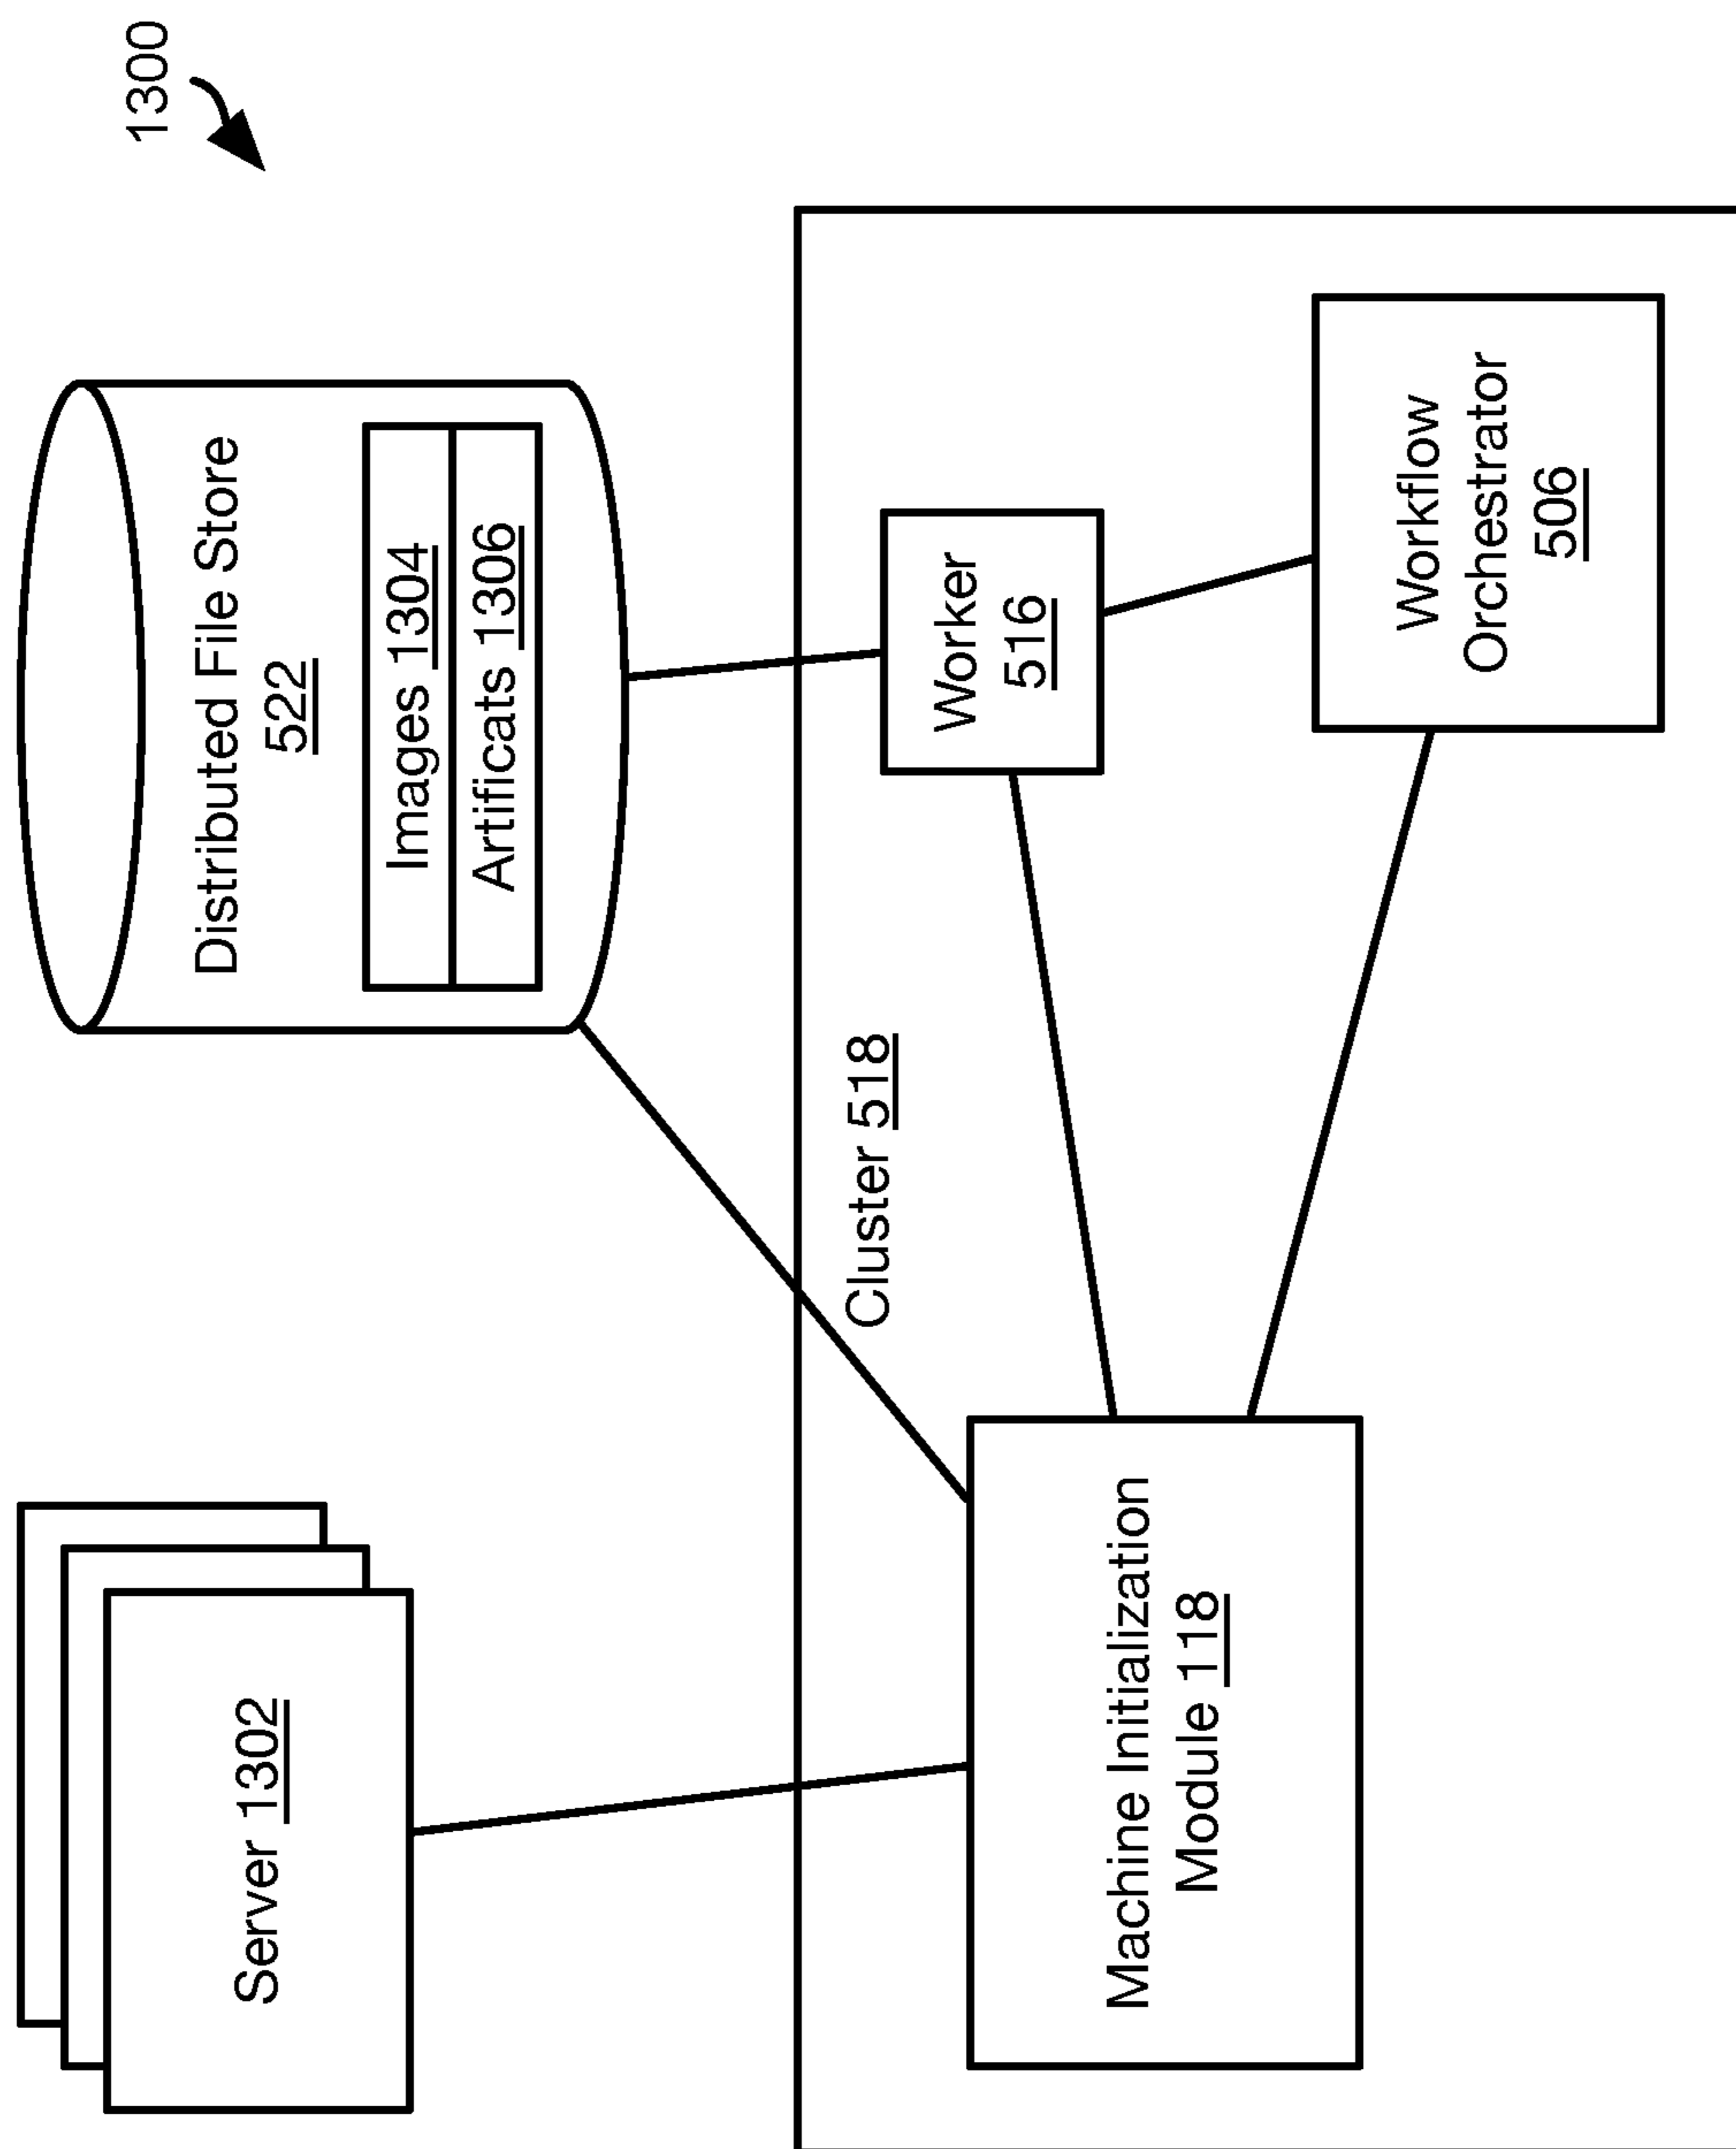 1300
Server 1302
Distributed File Store
522
Images 1304
Artificats 1306
Cluster 518
Machine Initialization
Module 118
Worker
516
Workflow
Orchestrator
506